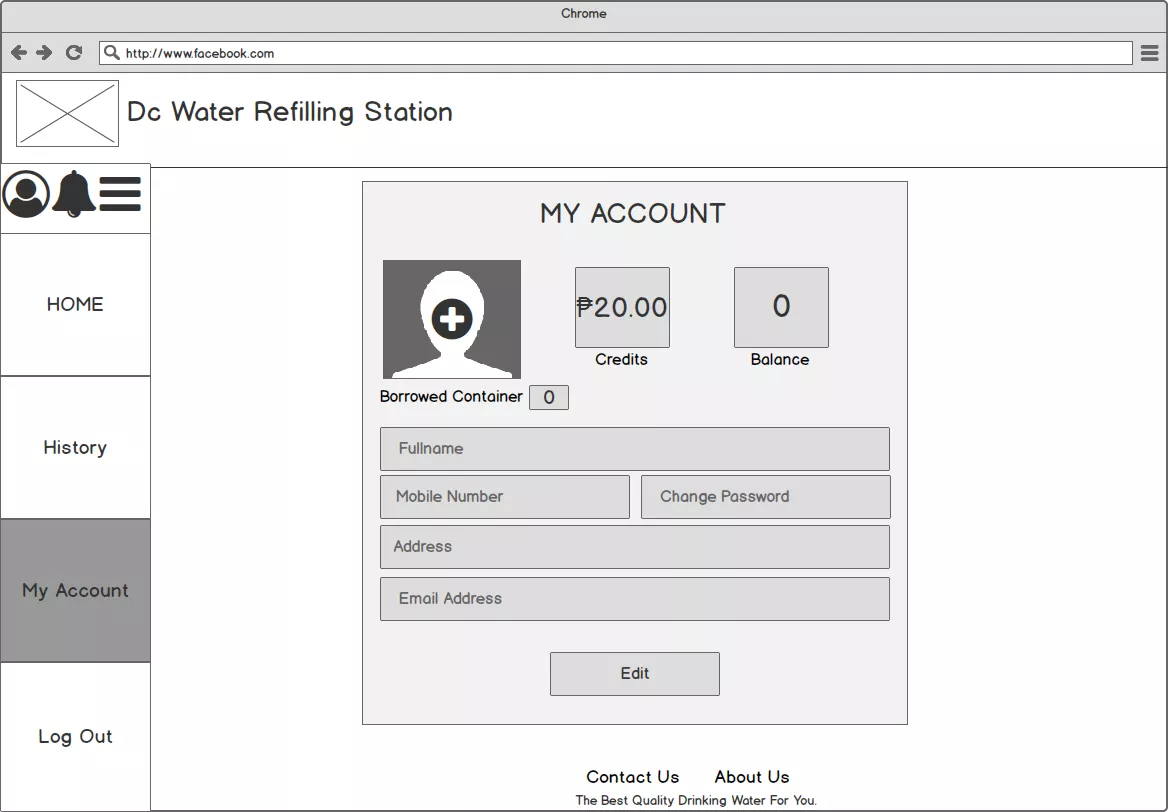 Chrome
http://www.facebook.com
Dc Water Refilling Station
HOME
History
My Account
Log Out
MY ACCOUNT
₱20.00
0
Credits
Balance
Borrowed Container
0
Fullname
Mobile Number
Change Password
Address
Email Address
Edit
Contact Us
About Us
The Best Quality Drinking Water For You.